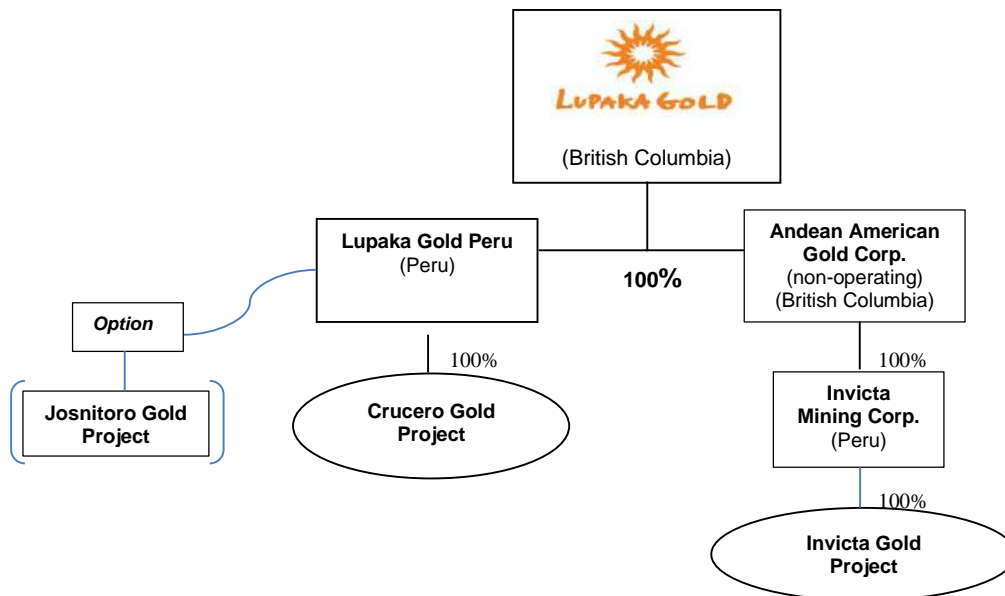 LUPAKA GOLD
(British Columbia)
Lupaka Gold Peru
(Peru)
100%
Andean American
Gold Corp.
(non-operating)
(British Columbia)
Option
100%
100%
Josnitoro Gold
Project
Crucero Gold
Project
Invicta
Mining Corp.
(Peru)
100%
Invicta Gold
Project